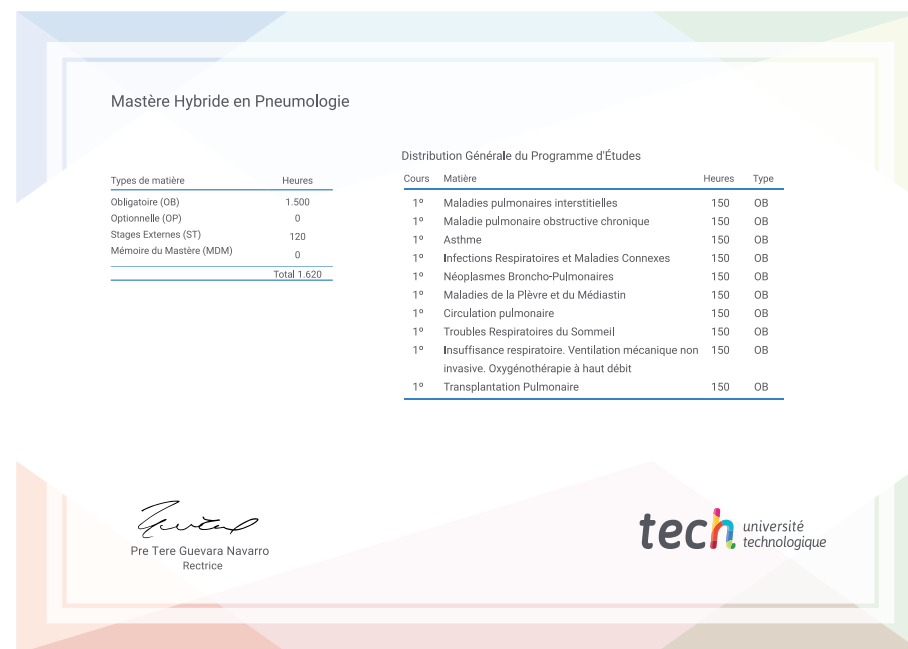 Mastère Hybride en Pneumologie
Types de matière Heures
Obligatoire (OB) 1.500
Optionnelle (OP) 0
Stages Externes (ST) 120
Mémoire du Mastère (MDM) 0
Total 1.620
Distribution Générale du Programme d'Études
Cours Matière Heures Type
1º Maladies pulmonaires interstitielles 150 OB
1º Maladie pulmonaire obstructive chronique 150 OB
1º Asthme 150 OB
1º Infections Respiratoires et Maladies Connexes 150 OB
1º Néoplasmes Broncho-Pulmonaires 150 OB
1º Maladies de la Plèvre et du Médiastin 150 OB
1º Circulation pulmonaire 150 OB
1º Troubles Respiratoires du Sommeil 150 OB
1º Insuffisance respiratoire. Ventilation mécanique non 150 OB
invasive. Oxygénothérapie à haut débit
1º Transplantation Pulmonaire 150 OB
Pre Tere Guevara Navarro
Rectrice
tech université
technologique